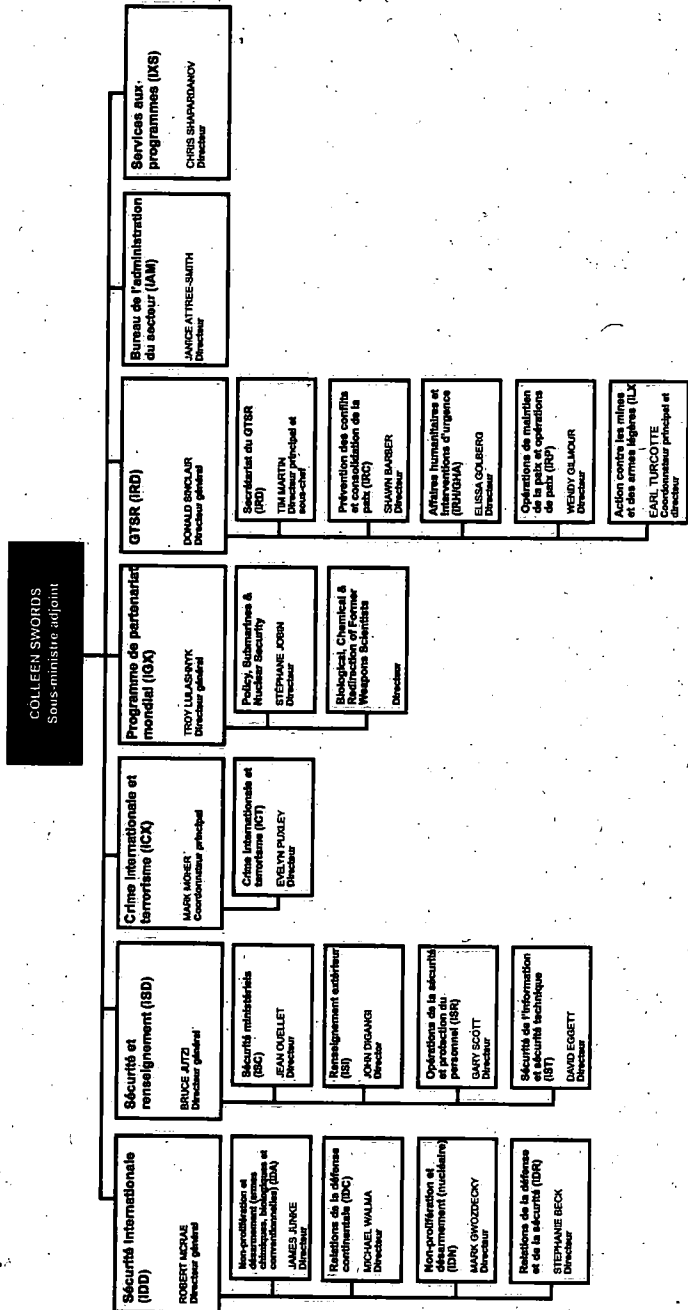 COLLEEN SWORDS
Sous-ministre adjoint
Sécurité internationale
(IDD)
ROBERT MCRAE
Directeur général
Non-prolifération et
désarmement (armes
chimiques, biologiques et
conventionnelles) (IDA)
JAMES JUNKE
Directeur
Relations de la défense
continentale (IDC)
MICHAEL WALMA
Directeur
Non-prolifération et
désarmement (nucléaire)
(IDN)
MARK GWOZDECKY
Directeur
Relations de la défense
et de la sécurité (IDR)
STEPHANIE BECK
Directeur
Sécurité et
renseignement (ISD)
BRUCE JUTZI
Directeur général
Sécurité ministériels
(ISC)
JEAN OUELLET
Directeur
Renseignement extérieur
(ISI)
JOHN DIGANGI
Director
Opérations de la sécurité
et protection du
personnel (ISR)
GARY SCOTT
Directeur
Sécurité de l'information
et sécurité technique
(IST)
DAVID EGGETT
Directeur
Crime internationale et
terrorisme (ICX)
MARK MOHER
Coordonnateur principal
Crime internationale et
terrorisme (ICT)
EVELYN PUXLEY
Directeur
Programme de partenariat
mondial (IGX)
TROY LULASHNYK
Directeur général
Policy, Submarines &
Nuclear Security
STÉPHANE JOBIN
Directeur
Biological, Chemical &
Redirection of Former
Weapons Scientists
Directeur
GTSR (IRD)
DONALD SINCLAIR
Directeur général
Secrétariat du GTSR
(IRD)
TIM MARTIN
Directeur principal et
sous-chef
Prévention des conflits
et consolidation de la
paix (IRC)
SHAWN BARBER
Directeur
Affaires humanitaires et
interventions d'urgence
(IRH/GHA)
ELISSA GOLBERG
Directeur
Opérations de maintien
de la paix et opérations
de paix (IRP)
WENDY GILMOUR
Directeur
Action contre les mines
et des armes légères (ILX)
EARL TURCOTTE
Coordonnateur principal et
directeur
Bureau de l'administration
du secteur (IAM)
JANICE ATTREE-SMITH
Directeur
Services aux
programmes (IXS)
CHRIS SHAPARDANOV
Directeur